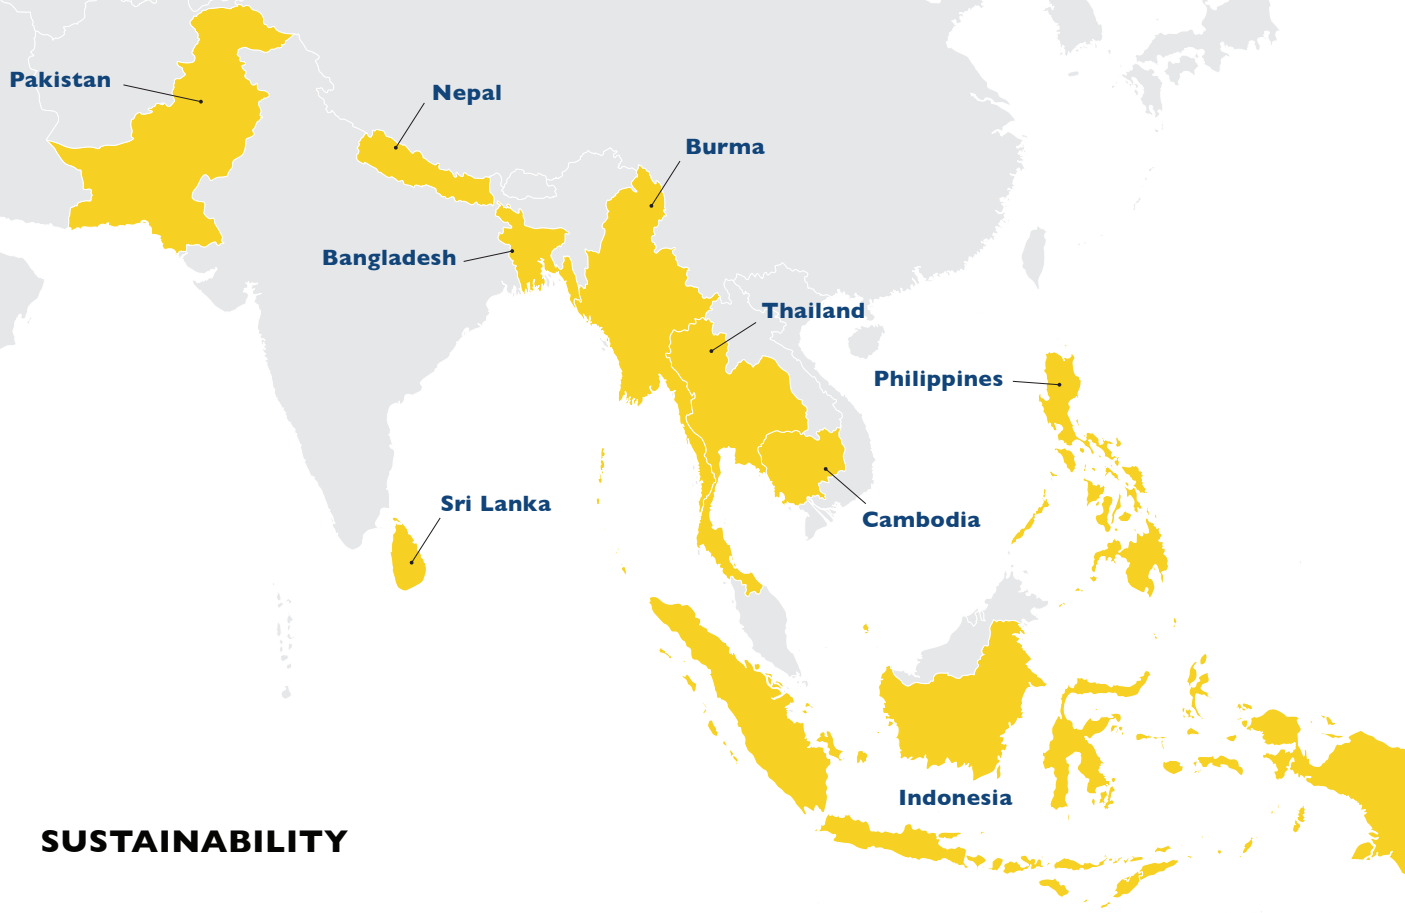 Pakistan
Nepal
Burma
Bangladesh
Thailand
Philippines
Sri Lanka
Cambodia
Indonesia
SUSTAINABILITY